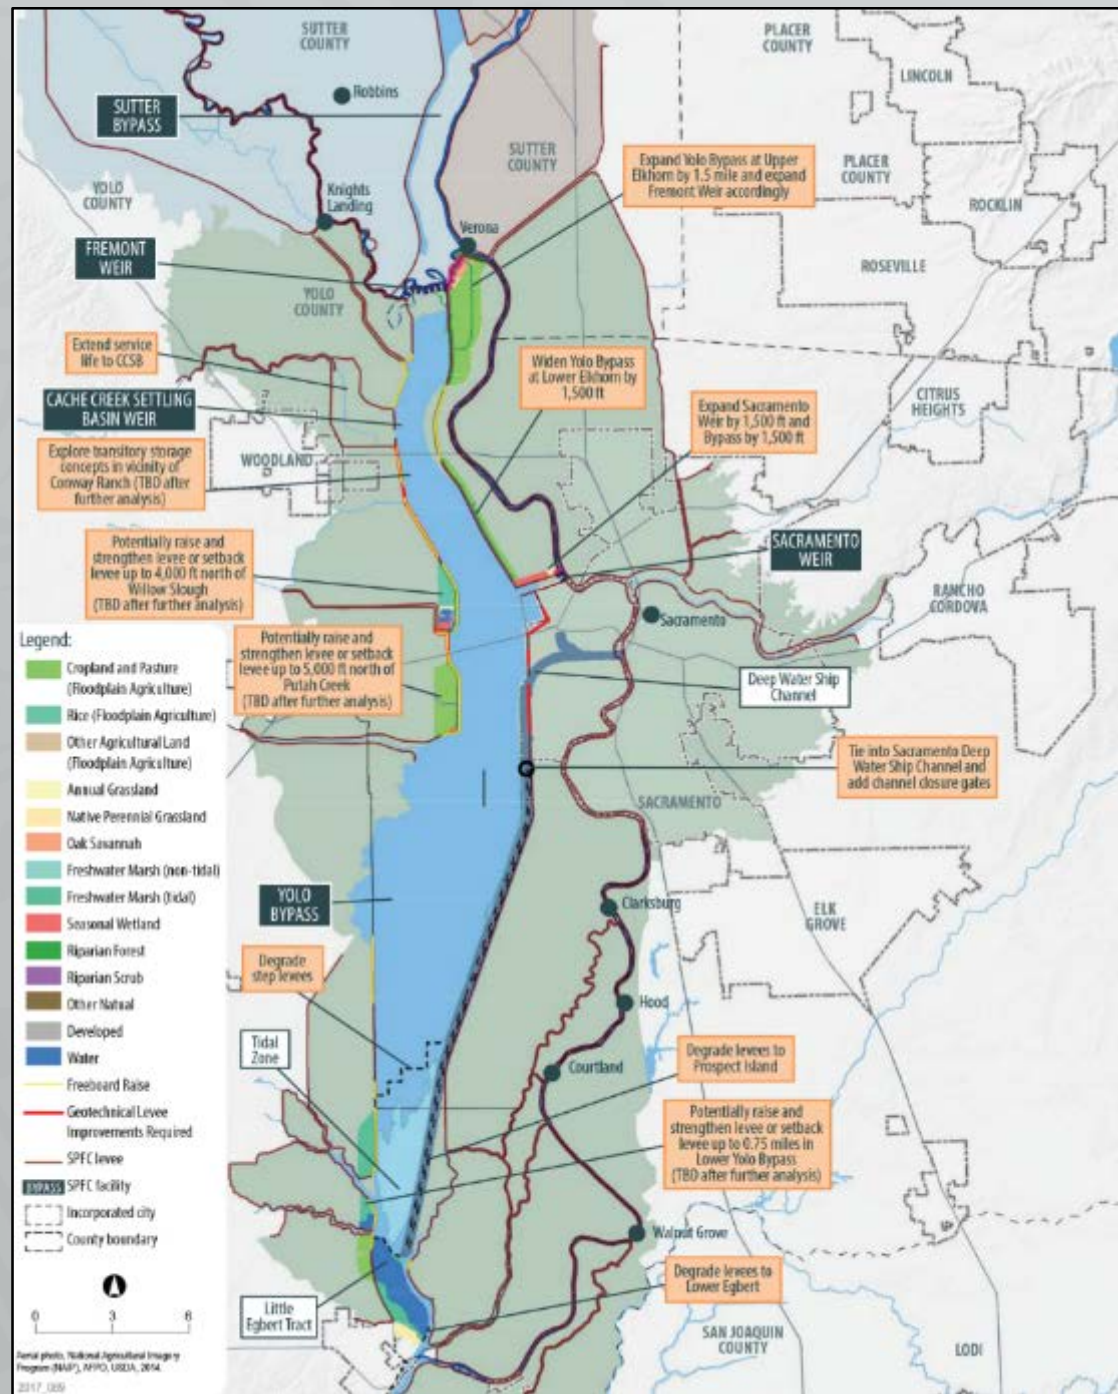 SUTTER
COUNTY
PLACER
COUNTY
LINCOLN
Robbins
SUTTER
BYPASS
SUTTER
COUNTY
Expand Yolo Bypass at Upper
Elkhorn by 1.5 mile and expand
Fremont Weir accordingly
PLACER
COUNTY
YOLO
COUNTY
Knights
Landing
ROCKLIN
Verona
FREMONT
WEIR
ROSEVILLE
YOLO
COUNTY
Extend service
life to CCSB
Widen Yolo Bypass
at Lower Elkhorn by
1,500 ft
CACHE CREEK SETTLING
BASIN WEIR
CITRUS
HEIGHTS
Expand Sacramento
Weir by 1,500 ft and
Bypass by 1,500 ft
Explore transitory storage
concepts in vicinity of
Conway Ranch (TBD after
further analysis)
WOODLAND
Potentially raise and
strengthen levee or setback
levee up to 4,000 ft north of
Willow Slough
(TBD after further analysis)
SACRAMENTO
WEIR
RANCHO
CORDOVA
Sacramento
Potentially raise and
strengthen levee or setback
levee up to 5,000 ft north of
Putah Creek
(TBD after further analysis)
Deep Water Ship
Channel
Tie into Sacramento Deep
Water Ship Channel and
add channel closure gates
SACRAMENTO
YOLO
BYPASS
Clarksburg
ELK
GROVE
Degrade
step levees
Hood
Tidal
Zone
Degrade levees to
Prospect Island
Courtland
Potentially raise and
strengthen levee or setback
levee up to 0.75 miles in
Lower Yolo Bypass
(TBD after further analysis)
Walnut Grove
Degrade levees to
Lower Egbert
Little
Egbert Tract
SAN JOAQUIN
COUNTY
LODI
Legend:
Cropland and Pasture
(Floodplain Agriculture)
Rice (Floodplain Agriculture)
Other Agricultural Land
(Floodplain Agriculture)
Annual Grassland
Native Perennial Grassland
Oak Savannah
Freshwater Marsh (non-tidal)
Freshwater Marsh (tidal)
Seasonal Wetland
Riparian Forest
Riparian Scrub
Other Natual
Developed
Water
Freeboard Raise
Geotechnical Levee
Improvements Required
SPFC levee
BYPASS SPFC facility
Incorporated city
County boundary
0 3 6
Aerial photo, National Agricultural Imagery
Program (NAIP), APFO, USDA, 2014.
2017_089